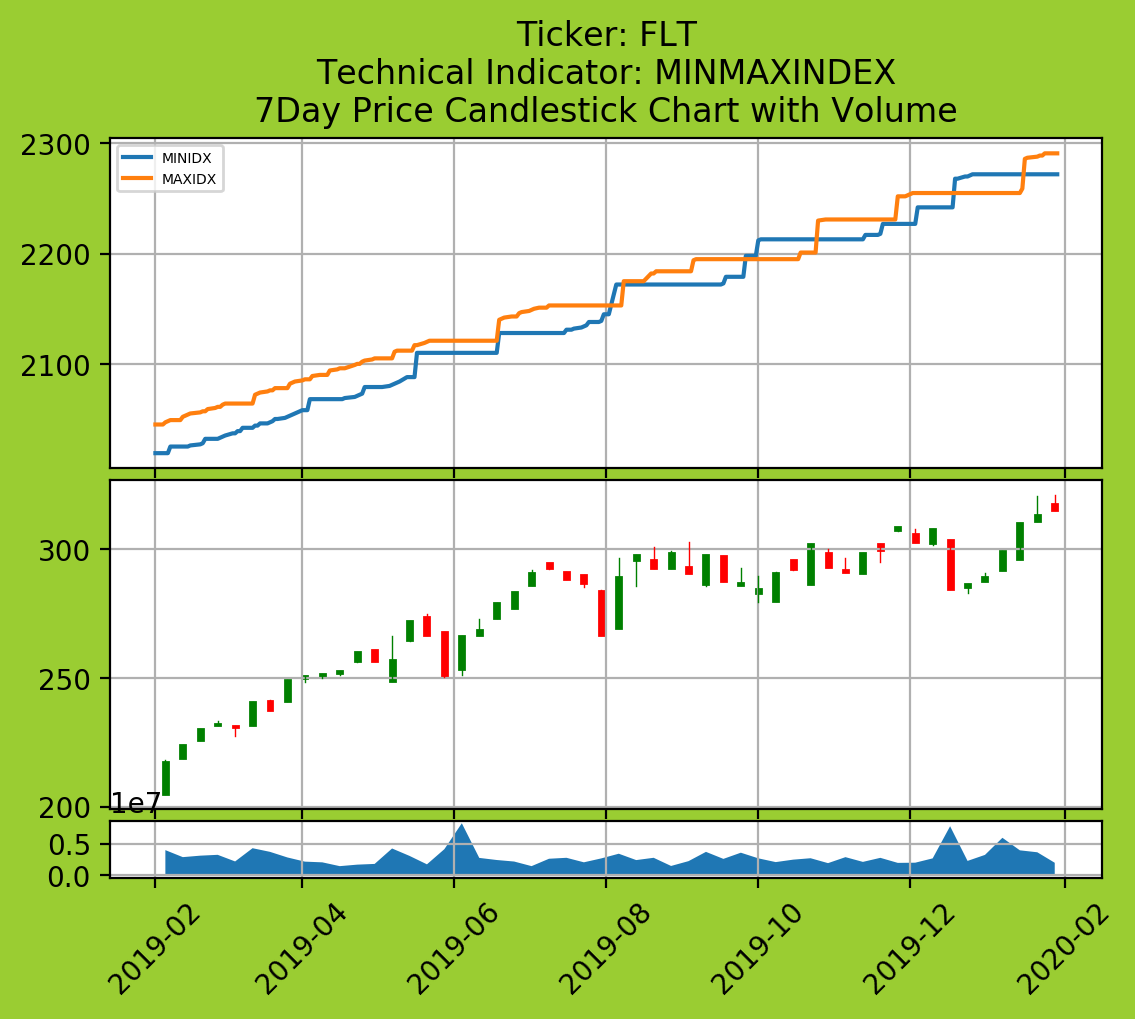 Ticker: FLT
Technical Indicator: MINMAXINDEX
7Day Price Candlestick Chart with Volume
2300
2200
2100
MINIDX
MAXIDX
300
250
200
1e7
0.5
0.0
2019-02
2019-04
2019-06
2019-08
2019-10
2019-12
2020-02